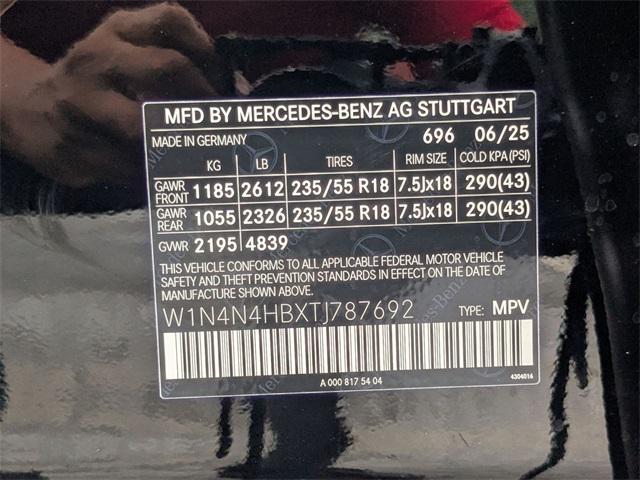 MFD BY MERCEDES-BENZ AG STUTTGART
MADE IN GERMANY 696 06/25
KG LB TIRES RIM SIZE COLD KPA (PSI)
GAWR FRONT 1185 2612 235/55 R18 7.5Jx18 290(43)
GAWR REAR 1055 2326 235/55 R18 7.5Jx18 290(43)
GVWR 2195 4839
THIS VEHICLE CONFORMS TO ALL APPLICABLE FEDERAL MOTOR VEHICLE
SAFETY AND THEFT PREVENTION STANDARDS IN EFFECT ON THE DATE OF
MANUFACTURE SHOWN ABOVE.
W1N4N4HBXTJ787692 TYPE: MPV
A 000 817 54 04
4304016